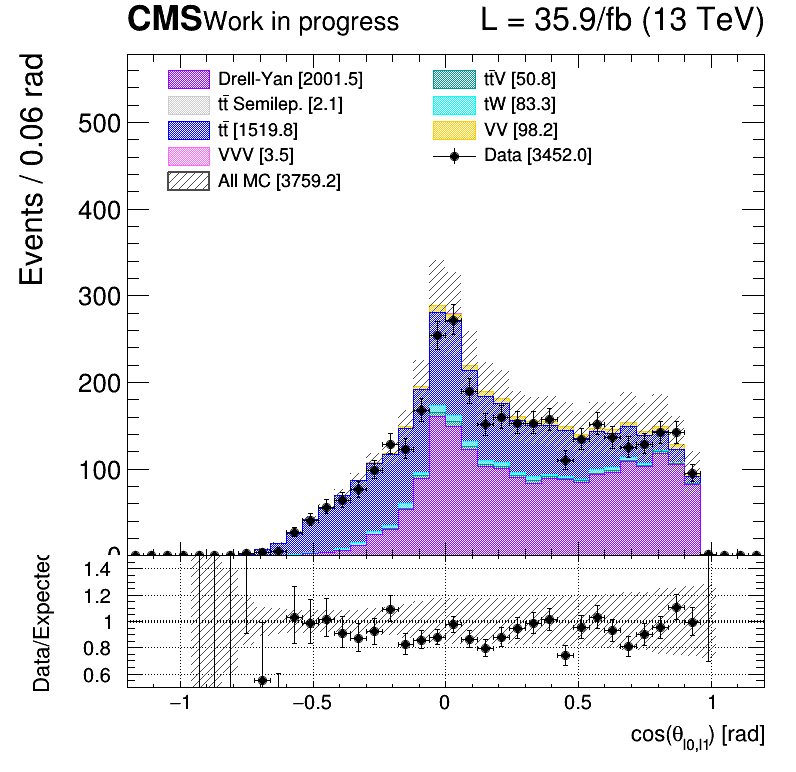 CMS Work in progress L = 35.9/fb (13 TeV)
Events / 0.06 rad
Drell-Yan [2001.5]
tt̄ Semilep. [2.1]
tt̄ [1519.8]
VVV [3.5]
All MC [3759.2]
tt̄V [50.8]
tW [83.3]
VV [98.2]
Data [3452.0]
500
400
300
200
100
0
Data/Expected
1.4
1.2
1
0.8
0.6
−1 −0.5 0 0.5 1
cos(θ_l0,l1) [rad]